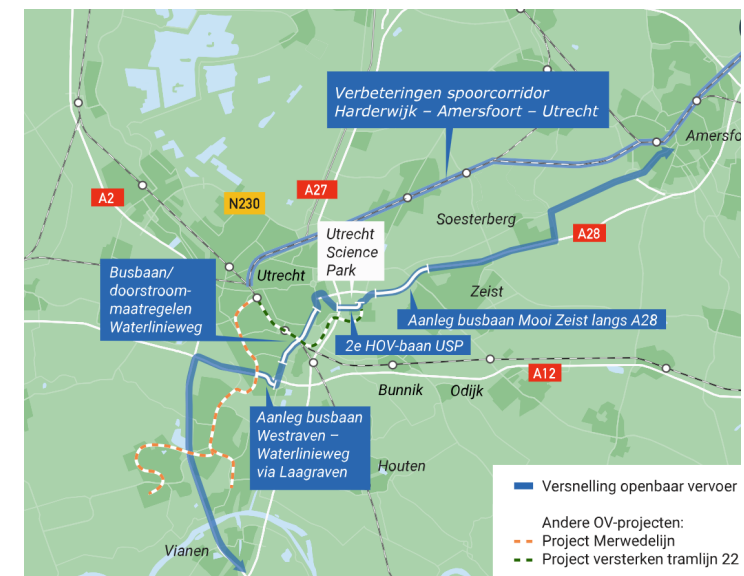 Verbeteringen spoorcorridor
Harderwijk – Amersfoort – Utrecht
Amersfo
A2
N230
A27
Soesterberg
A28
Utrecht
Science
Park
Busbaan/
doorstroom-
maatregelen
Waterlinieweg
Utrecht
Zeist
Aanleg busbaan Mooi Zeist langs A28
2e HOV-baan USP
A12
Bunnik
Odijk
Aanleg busbaan
Westraven –
Waterlinieweg
via Laagraven
Houten
Vianen
Versnelling openbaar vervoer
Andere OV-projecten:
Project Merwedelijn
Project versterken tramlijn 22